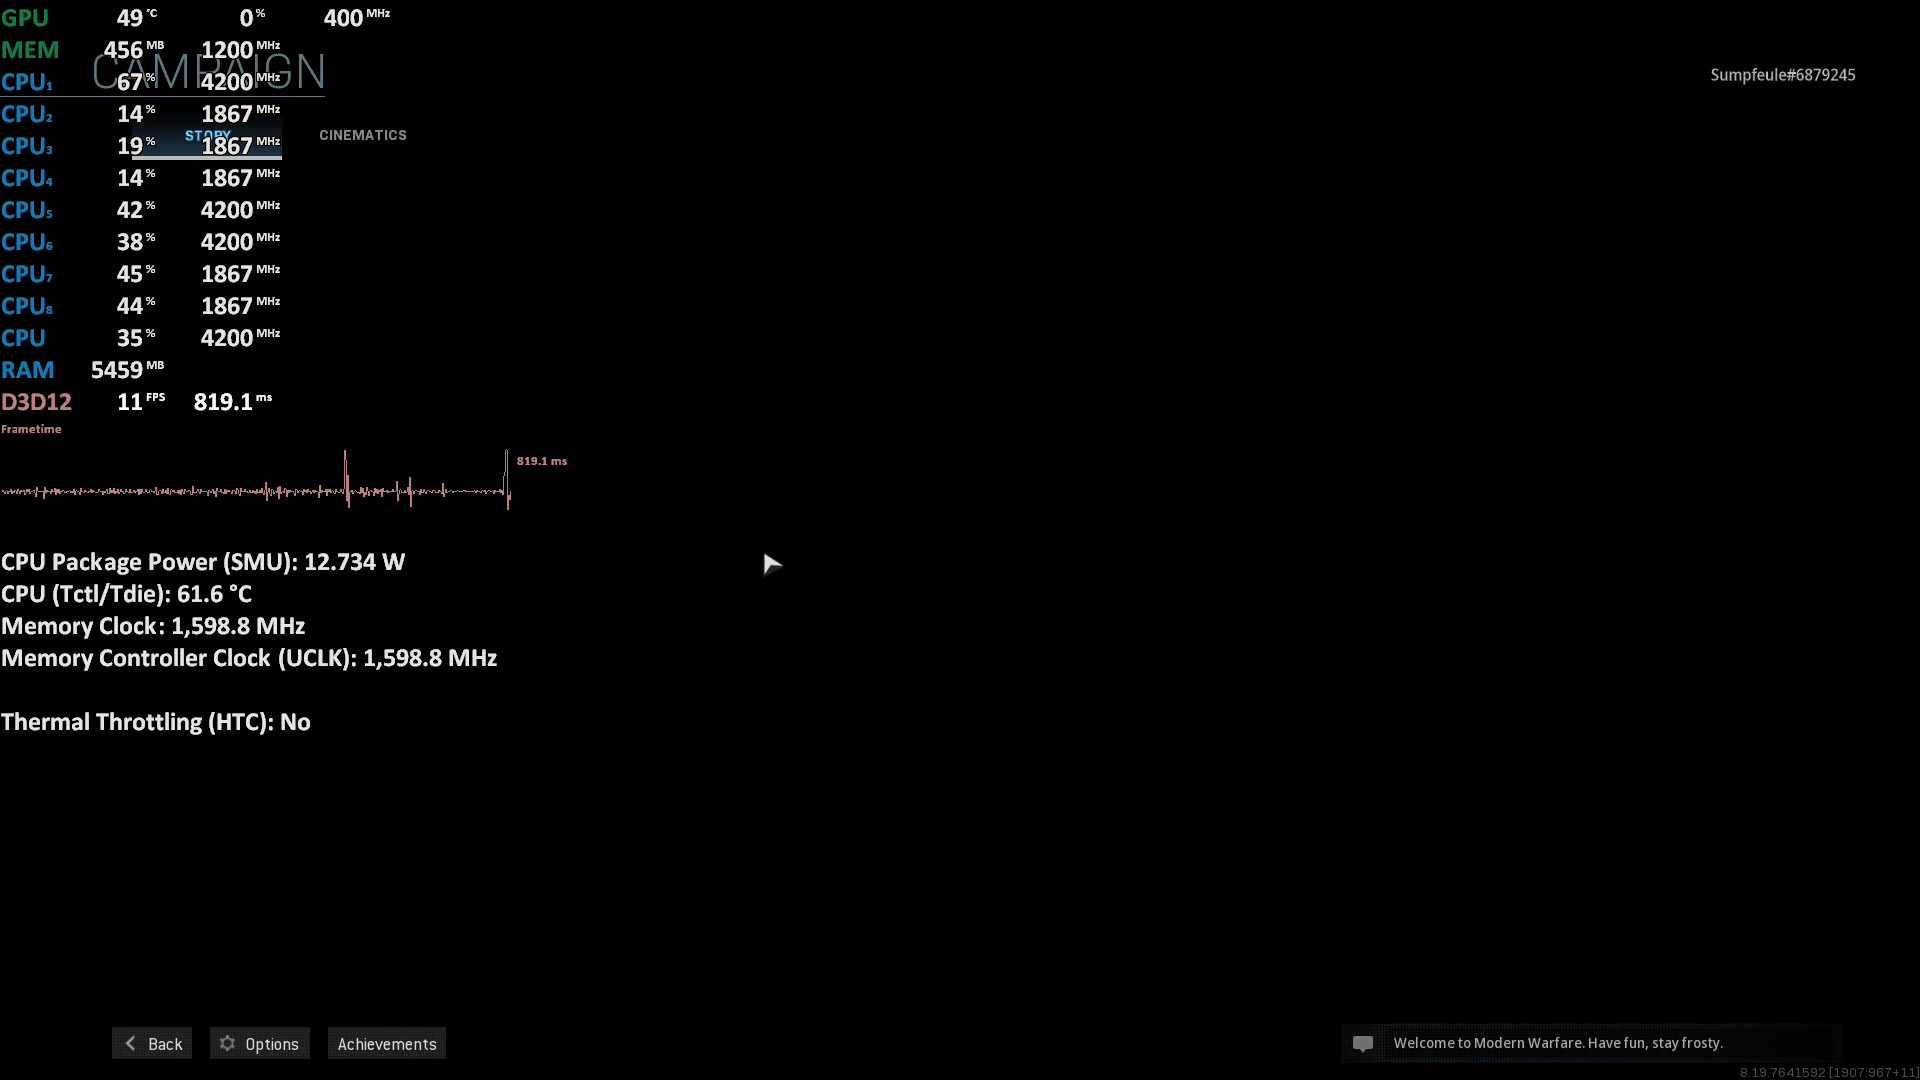 GPU 49 °C 0 % 400 MHz
MEM 456 MB 1200 MHz
CAMPAIGN
Sumpfeule#6879245
CPU1 67 % 4200 MHz
CPU2 14 % 1867 MHz
STORY CINEMATICS
CPU3 19 % 1867 MHz
CPU4 14 % 1867 MHz
CPU5 42 % 4200 MHz
CPU6 38 % 4200 MHz
CPU7 45 % 1867 MHz
CPU8 44 % 1867 MHz
CPU 35 % 4200 MHz
RAM 5459 MB
D3D12 11 FPS 819.1 ms
Frametime
819.1 ms
CPU Package Power (SMU): 12.734 W
CPU (Tctl/Tdie): 61.6 °C
Memory Clock: 1,598.8 MHz
Memory Controller Clock (UCLK): 1,598.8 MHz
Thermal Throttling (HTC): No
Back Options Achievements
Welcome to Modern Warfare. Have fun, stay frosty.
8.19.7641592 [1907:967+11]